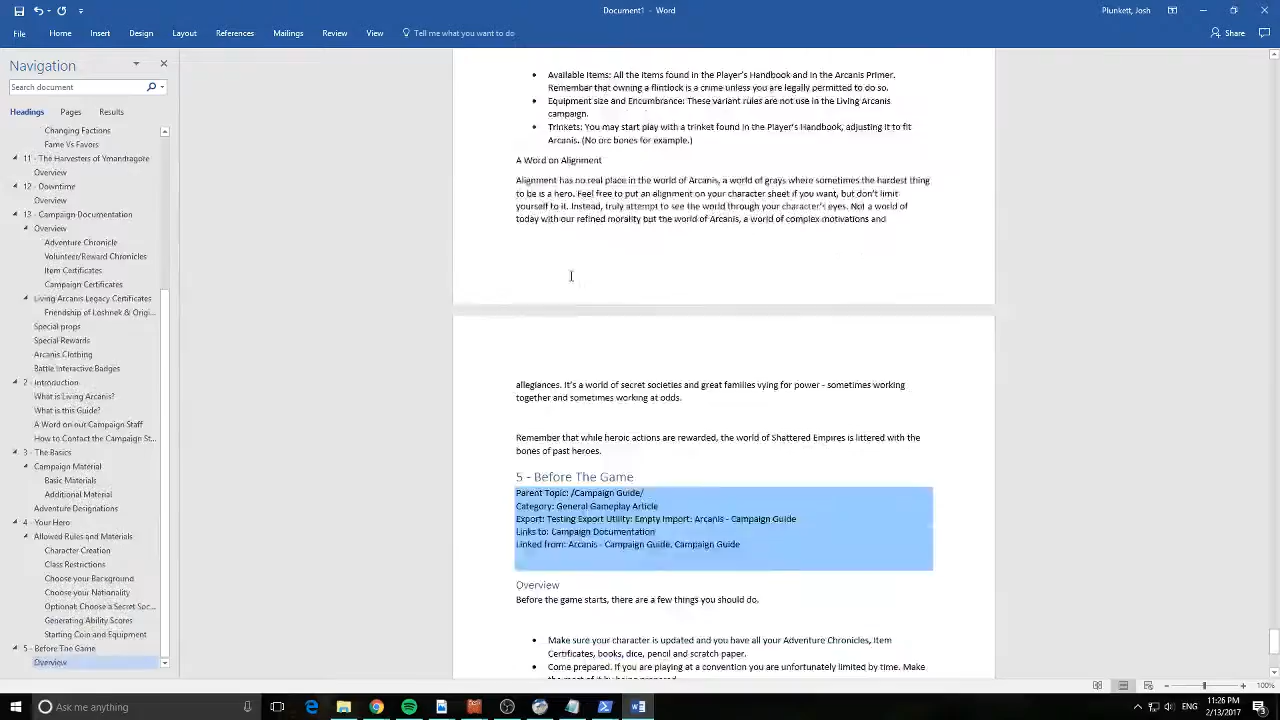 Document1 - Word
Plunkett, Josh
File Home Insert Design Layout References Mailings Review View Tell me what you want to do Share
Navigation
Search document
Headings Pages Results
Changing Factions
Fame Vs Favors
11 - The Harvesters of Ymandragore
Overview
12 - Downtime
Overview
13 - Campaign Documentation
Overview
Adventure Chronicle
Volunteer/Reward Chronicles
Item Certificates
Campaign Certificates
Living Arcanis Legacy Certificates
Friendship of Loshnek & Origi...
Special props
Special Rewards
Arcanis Clothing
Battle Interactive Badges
2 - Introduction
What is Living Arcanis?
What is this Guide?
A Word on out Campaign Staff
How to Contact the Campaign St...
3 - The Basics
Campaign Material
Basic Materials
Additional Material
Adventure Designations
4 - Your Hero
Allowed Rules and Materials
Character Creation
Class Restrictions
Choose your Background
Choose your Nationality
Optional: Choose a Secret Soc...
Generating Ability Scores
Starting Coin and Equipment
5 - Before The Game
Overview
• Available Items: All the items found in the Player's Handbook and in the Arcanis Primer.
Remember that owning a flintlock is a crime unless you are legally permitted to do so.
• Equipment size and Encumbrance: These variant rules are not use in the Living Arcanis
campaign.
• Trinkets: You may start play with a trinket found in the Player's Handbook, adjusting it to fit
Arcanis. (No orc bones for example.)
A Word on Alignment
Alignment has no real place in the world of Arcanis, a world of grays where sometimes the hardest thing
to be is a hero. Feel free to put an alignment on your character sheet if you want, but don't limit
yourself to it. Instead, truly attempt to see the world through your character's eyes. Not a world of
today with our refined morality but the world of Arcanis, a world of complex motivations and
allegiances. It's a world of secret societies and great families vying for power - sometimes working
together and sometimes working at odds.
Remember that while heroic actions are rewarded, the world of Shattered Empires is littered with the
bones of past heroes.
5 - Before The Game
Parent Topic: /Campaign Guide/
Category: General Gameplay Article
Export: Testing Export Utility: Empty Import: Arcanis - Campaign Guide
Links to: Campaign Documentation
Linked from: Arcanis - Campaign Guide, Campaign Guide
Overview
Before the game starts, there are a few things you should do.
• Make sure your character is updated and you have all your Adventure Chronicles, Item
Certificates, books, dice, pencil and scratch paper.
• Come prepared. If you are playing at a convention you are unfortunately limited by time. Make
the most of it by being prepared.
100%
Ask me anything
ENG
11:26 PM
2/13/2017